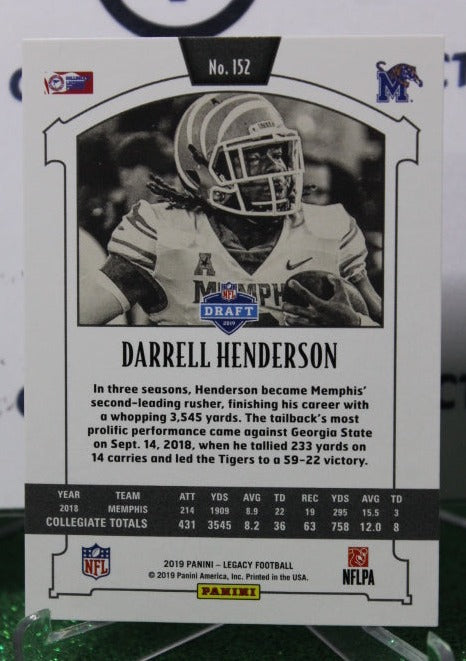 No. 152
M
A
MEMPH
NFL
DRAFT
2019
DARRELL HENDERSON
In three seasons, Henderson became Memphis'
second-leading rusher, finishing his career with
a whopping 3,545 yards. The tailback's most
prolific performance came against Georgia State
on Sept. 14, 2018, when he tallied 233 yards on
14 carries and led the Tigers to a 59-22 victory.
YEAR TEAM ATT YDS AVG TD REC YDS AVG TD
2018 MEMPHIS 214 1909 8.9 22 19 295 15.5 3
COLLEGIATE TOTALS 431 3545 8.2 36 63 758 12.0 8
NFL
2019 PANINI – LEGACY FOOTBALL
© 2019 Panini America, Inc. Printed in the USA.
PANINI
NFLPA